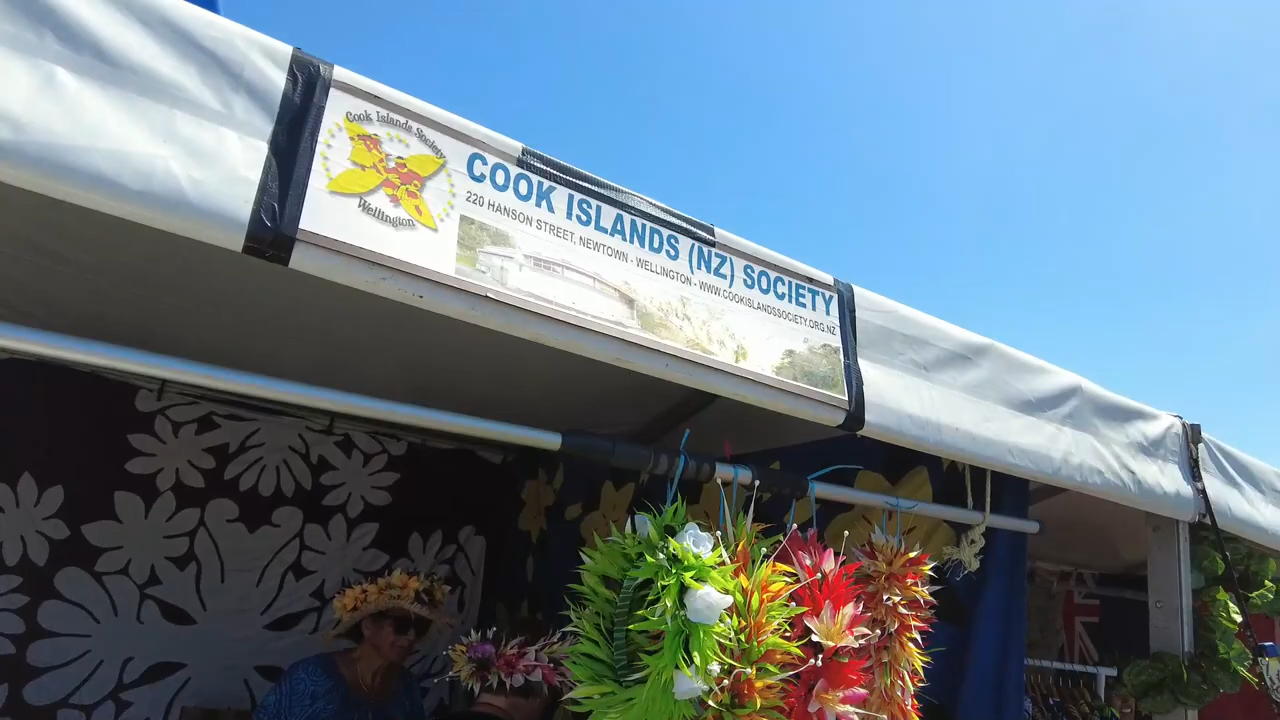 Cook Islands Society
Wellington
COOK ISLANDS (NZ) SOCIETY
220 HANSON STREET, NEWTOWN - WELLINGTON - WWW.COOKISLANDSSOCIETY.ORG.NZ